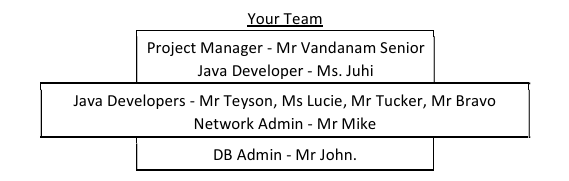 Your Team
Project Manager - Mr Vandanam Senior
Java Developer - Ms. Juhi
Java Developers - Mr Teyson, Ms Lucie, Mr Tucker, Mr Bravo
Network Admin - Mr Mike
DB Admin - Mr John.